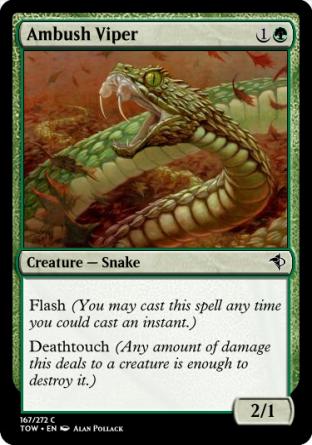 Ambush Viper 1
Creature — Snake
Flash (You may cast this spell any time
you could cast an instant.)
Deathtouch (Any amount of damage
this deals to a creature is enough to
destroy it.)
2/1
167/272 C
TOW • EN Alan Pollack